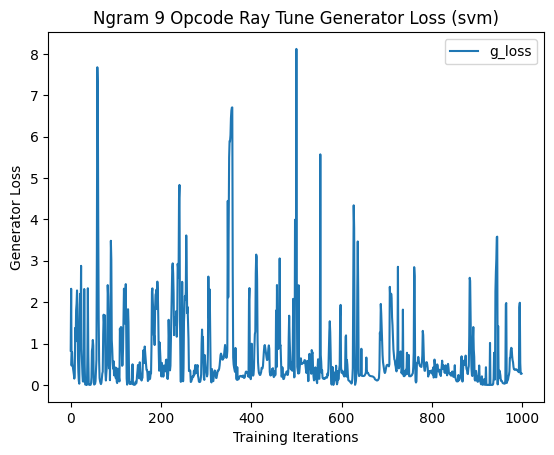 Ngram 9 Opcode Ray Tune Generator Loss (svm)
g_loss
Generator Loss
8
7
6
5
4
3
2
1
0
0 200 400 600 800 1000
Training Iterations